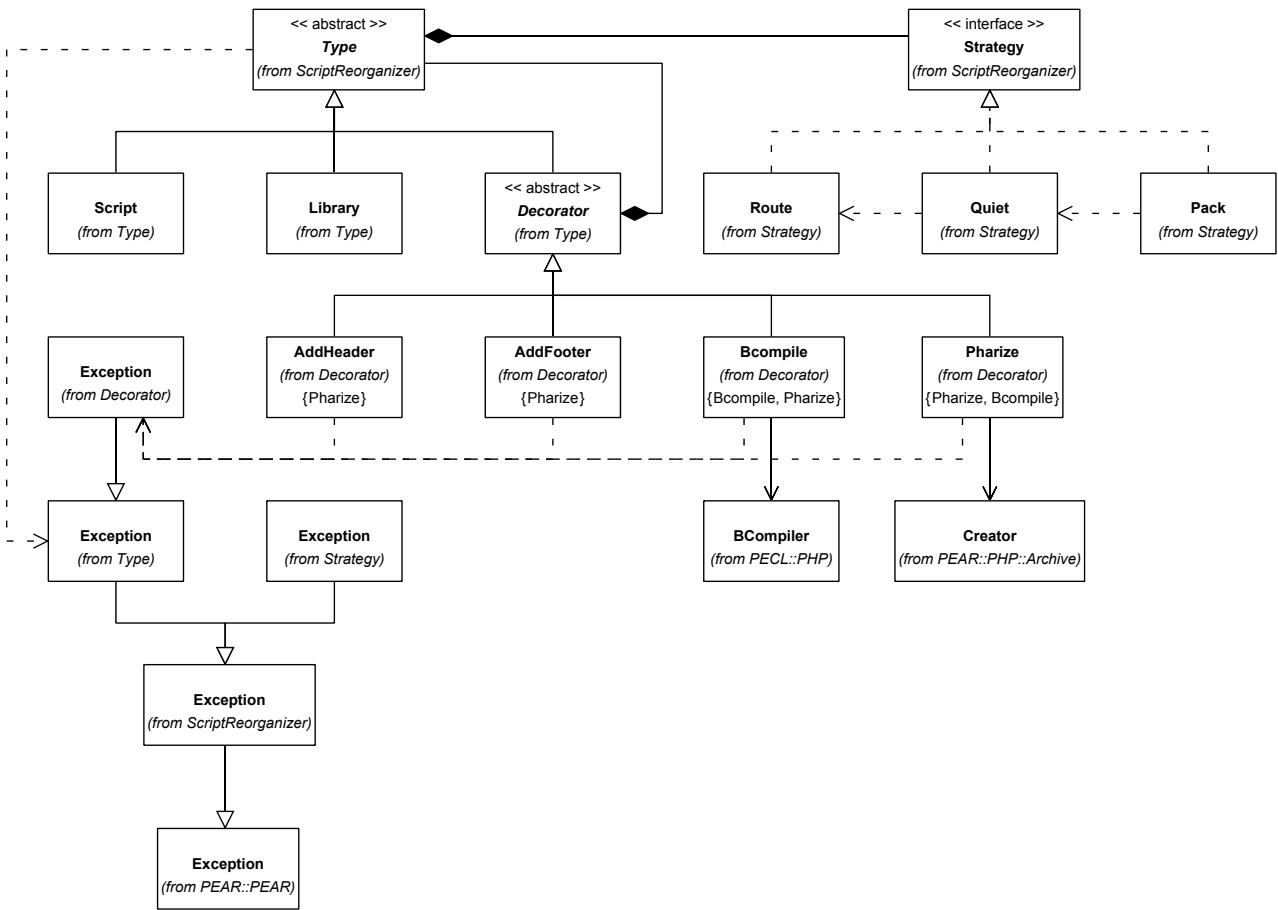 << abstract >>
Type
(from ScriptReorganizer)
<< interface >>
Strategy
(from ScriptReorganizer)
Script
(from Type)
Library
(from Type)
<< abstract >>
Decorator
(from Type)
Route
(from Strategy)
Quiet
(from Strategy)
Pack
(from Strategy)
Exception
(from Decorator)
AddHeader
(from Decorator)
{Pharize}
AddFooter
(from Decorator)
{Pharize}
Bcompile
(from Decorator)
{Bcompile, Pharize}
Pharize
(from Decorator)
{Pharize, Bcompile}
Exception
(from Type)
Exception
(from Strategy)
BCompiler
(from PECL::PHP)
Creator
(from PEAR::PHP::Archive)
Exception
(from ScriptReorganizer)
Exception
(from PEAR::PEAR)